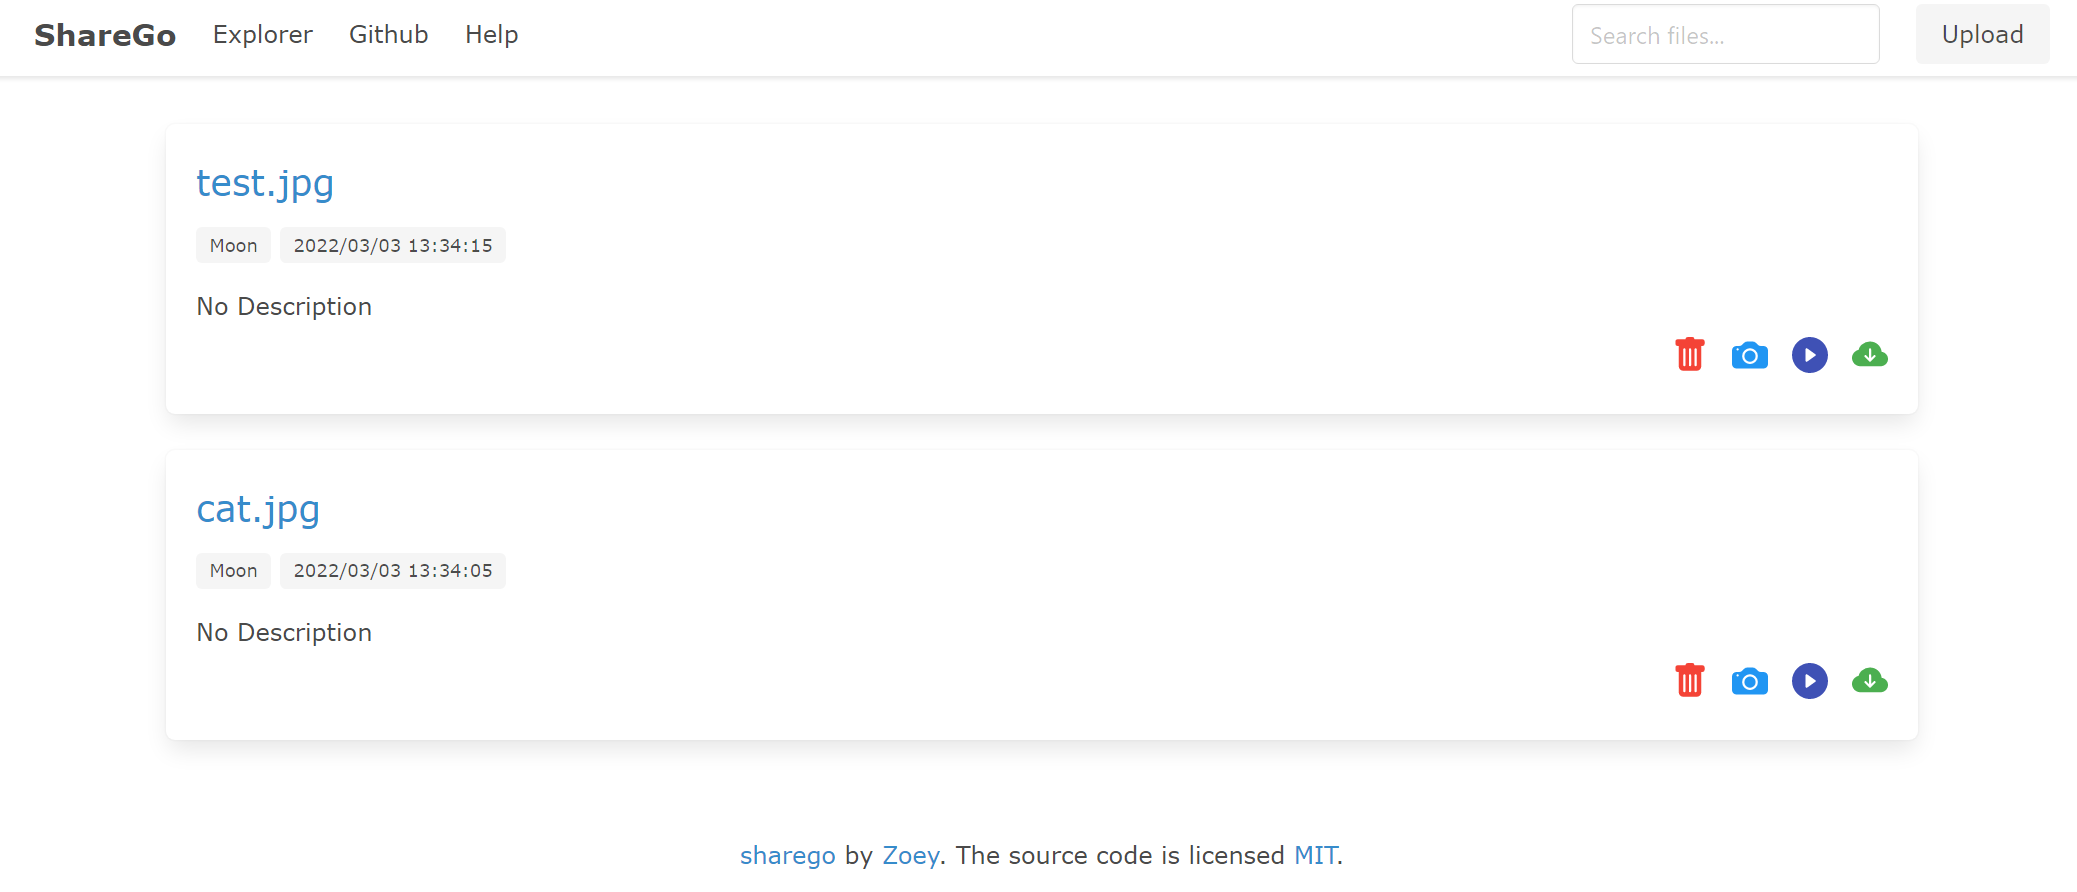 ShareGo Explorer Github Help Search files... Upload
test.jpg
Moon 2022/03/03 13:34:15
No Description
cat.jpg
Moon 2022/03/03 13:34:05
No Description
sharego by Zoey. The source code is licensed MIT.